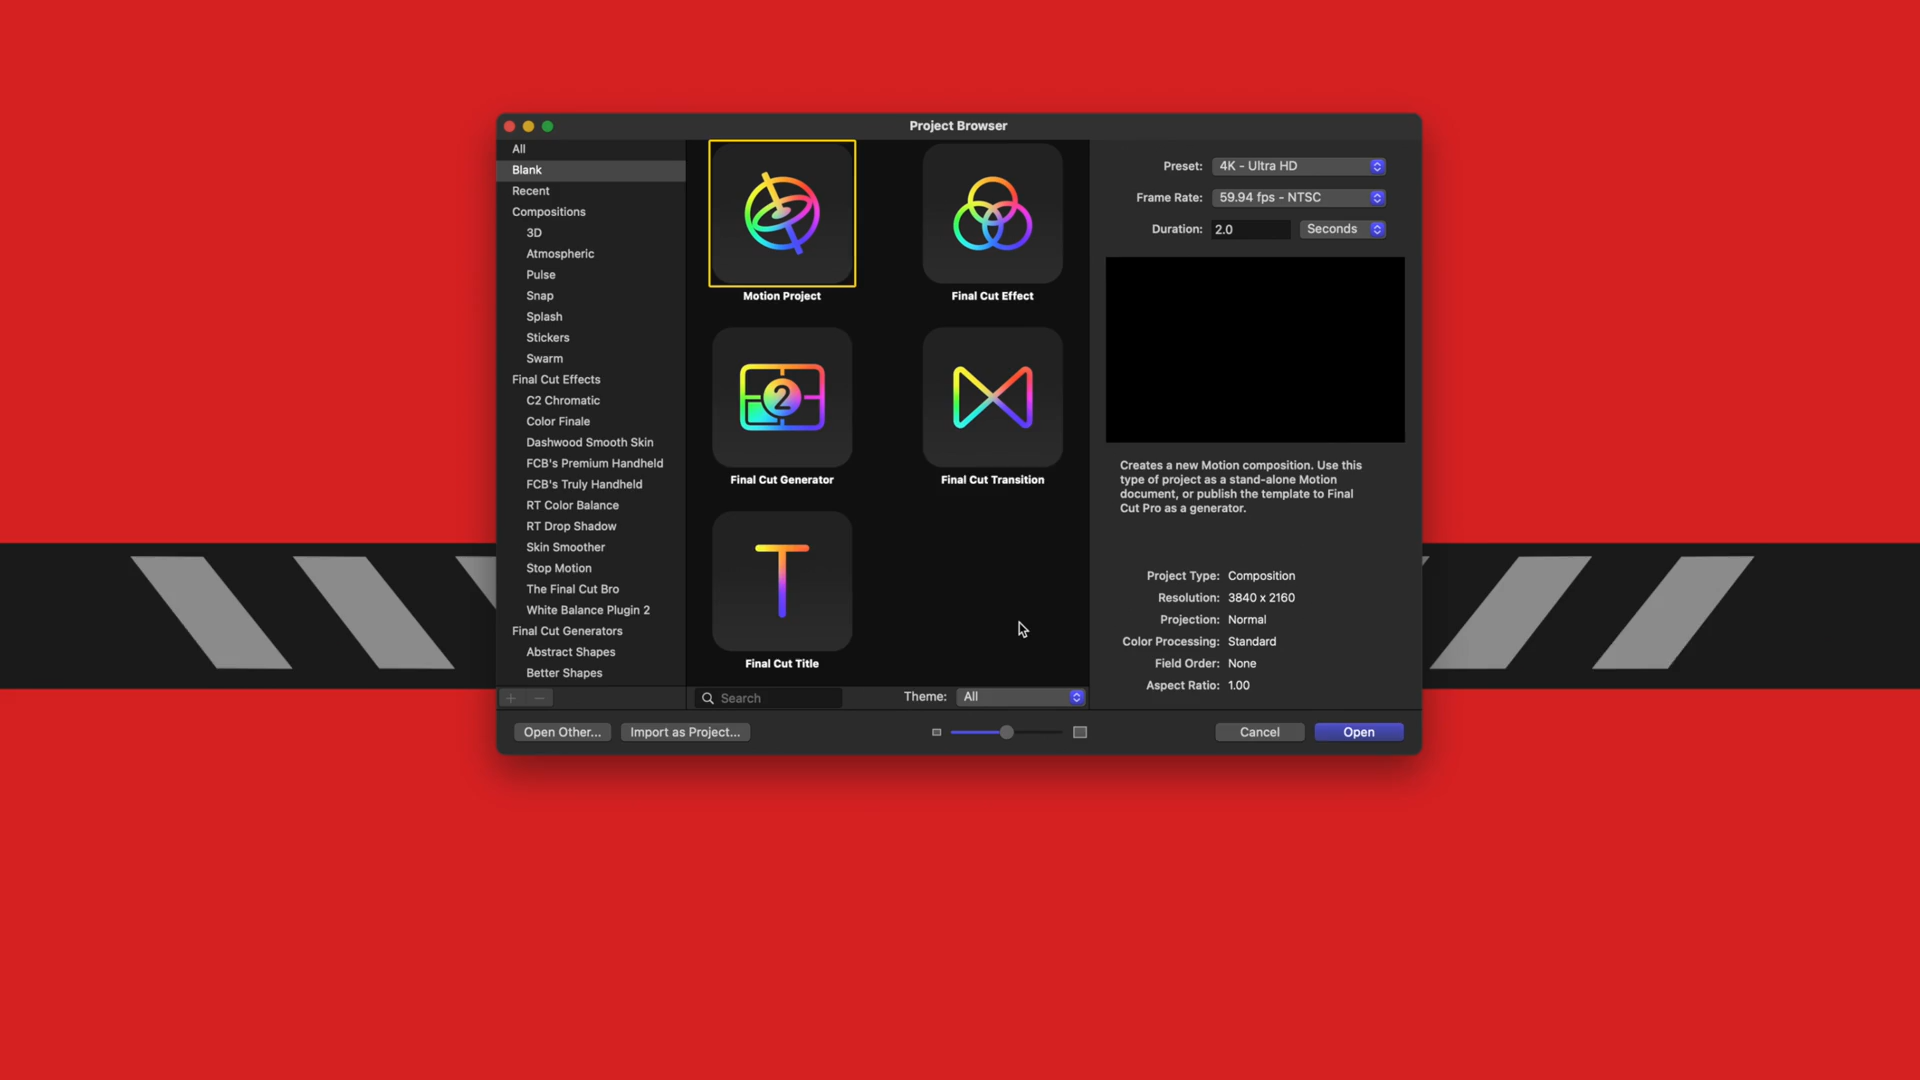 Project Browser
All
Blank
Recent
Compositions
3D
Atmospheric
Pulse
Snap
Splash
Stickers
Swarm
Final Cut Effects
C2 Chromatic
Color Finale
Dashwood Smooth Skin
FCB's Premium Handheld
FCB's Truly Handheld
RT Color Balance
RT Drop Shadow
Skin Smoother
Stop Motion
The Final Cut Bro
White Balance Plugin 2
Final Cut Generators
Abstract Shapes
Better Shapes
Motion Project
Final Cut Effect
2
Final Cut Generator
Final Cut Transition
T
Final Cut Title
Search
Theme: All
Preset: 4K - Ultra HD
Frame Rate: 59.94 fps - NTSC
Duration: 2.0 Seconds
Creates a new Motion composition. Use this
type of project as a stand-alone Motion
document, or publish the template to Final
Cut Pro as a generator.
Project Type: Composition
Resolution: 3840 x 2160
Projection: Normal
Color Processing: Standard
Field Order: None
Aspect Ratio: 1.00
Open Other... Import as Project... Cancel Open